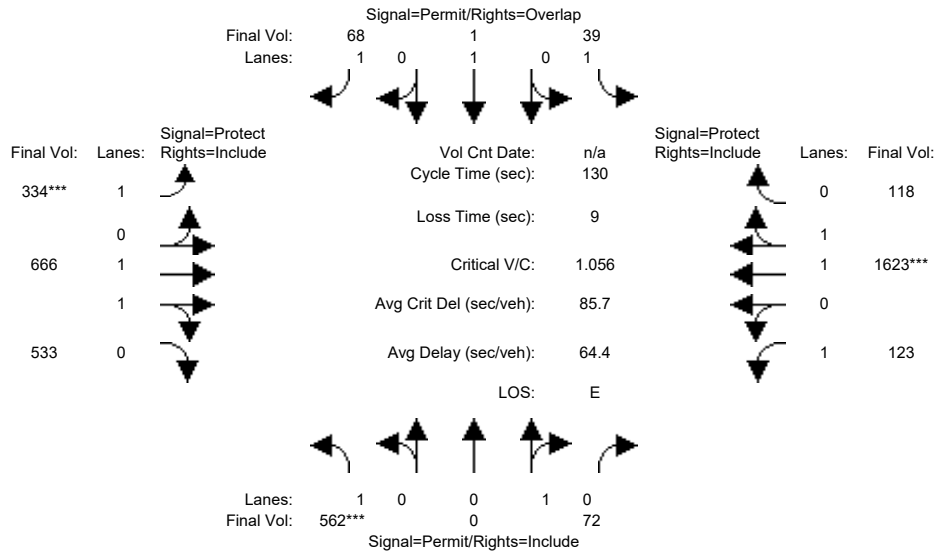 Signal=Permit/Rights=Overlap
Final Vol: 68 1 39
Lanes: 1 0 1 0 1
Signal=Protect
Final Vol: Lanes: Rights=Include
Vol Cnt Date: n/a
Signal=Protect
Rights=Include Lanes: Final Vol:
Cycle Time (sec): 130
334*** 1
0 118
Loss Time (sec): 9
0
1
666 1
Critical V/C: 1.056
1 1623***
1
Avg Crit Del (sec/veh): 85.7
0
533 0
Avg Delay (sec/veh): 64.4
1 123
LOS: E
Lanes: 1 0 0 1 0
Final Vol: 562*** 0 72
Signal=Permit/Rights=Include